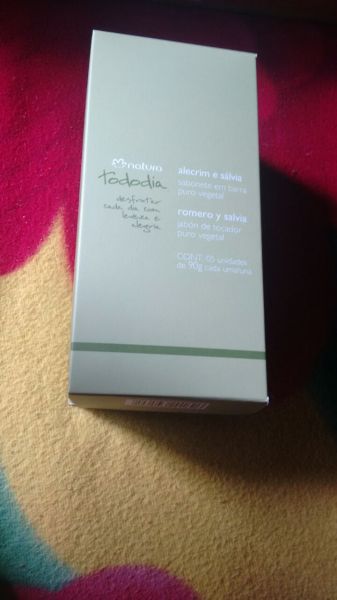 natura
tododia
desfrutar
cada dia com
leveza e
alegria
alecrim e sálvia
sabonete em barra
puro vegetal
romero y salvia
jabón de tocador
puro vegetal
CONT. 05 unidades
de 90g cada uma/una